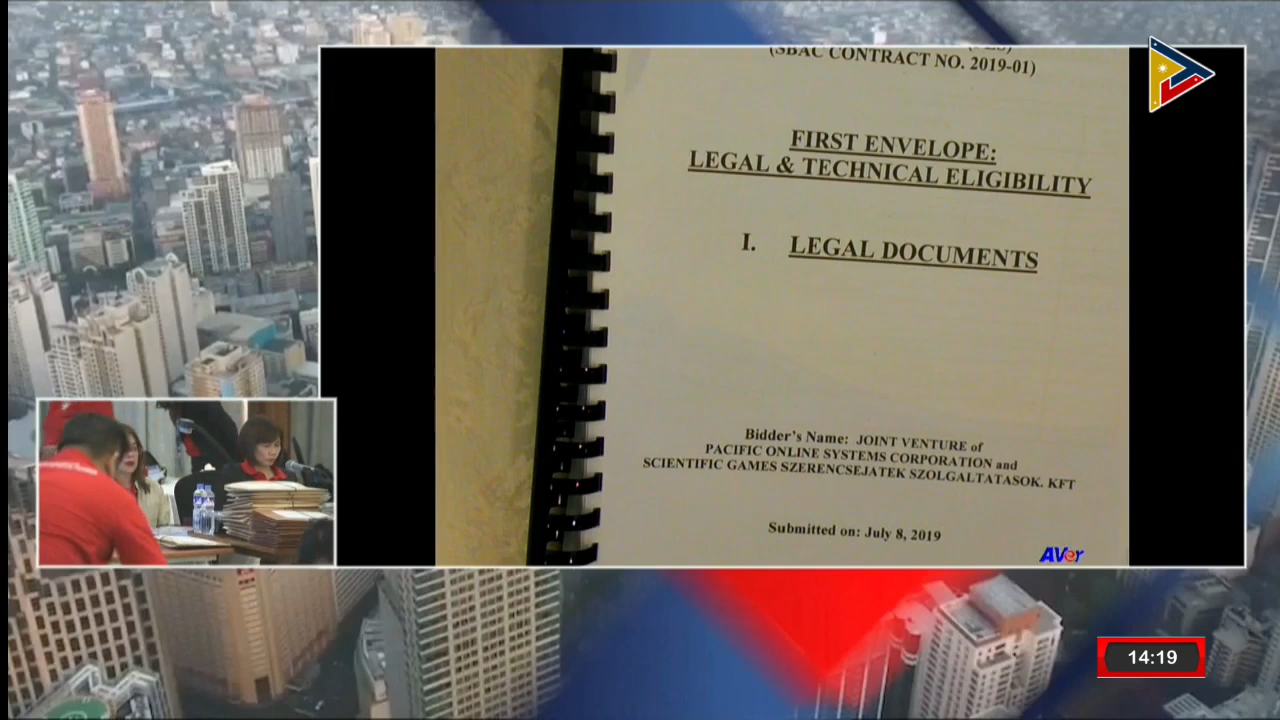 (SBAC CONTRACT NO. 2019-01)
FIRST ENVELOPE:
LEGAL & TECHNICAL ELIGIBILITY
I. LEGAL DOCUMENTS
Bidder's Name: JOINT VENTURE of
PACIFIC ONLINE SYSTEMS CORPORATION and
SCIENTIFIC GAMES SZERENCSEJATEK SZOLGALTATASOK. KFT
Submitted on: July 8, 2019
AVer
14:19